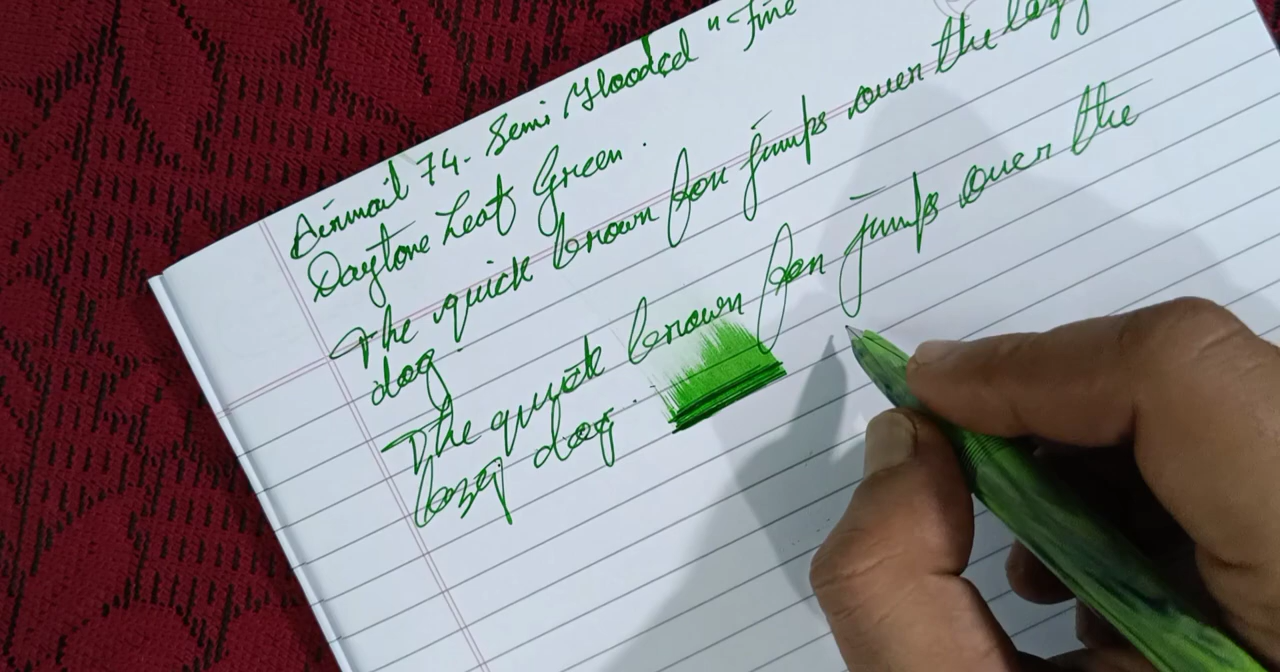 Airmail 74. Semi Hooded "Fine
Daytone Leaf Green.
The quick brown fox jumps over the lazy
dog
The quick brown fox jumps over the
lazy dog.